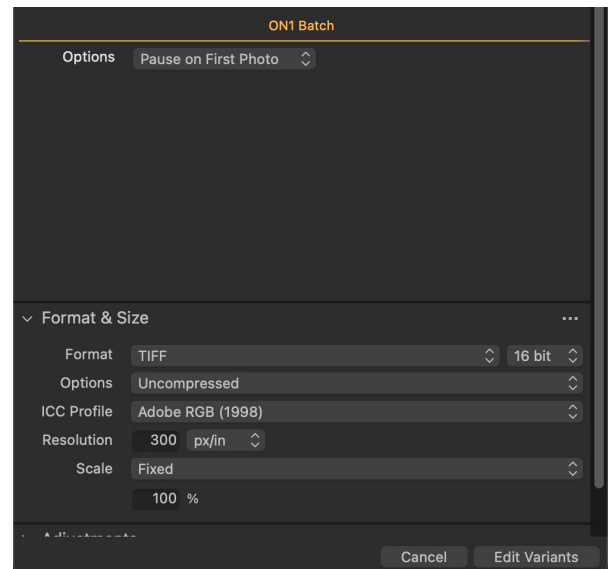 ON1 Batch
Options Pause on First Photo
Format & Size
Format TIFF 16 bit
Options Uncompressed
ICC Profile Adobe RGB (1998)
Resolution 300 px/in
Scale Fixed
100 %
Cancel Edit Variants